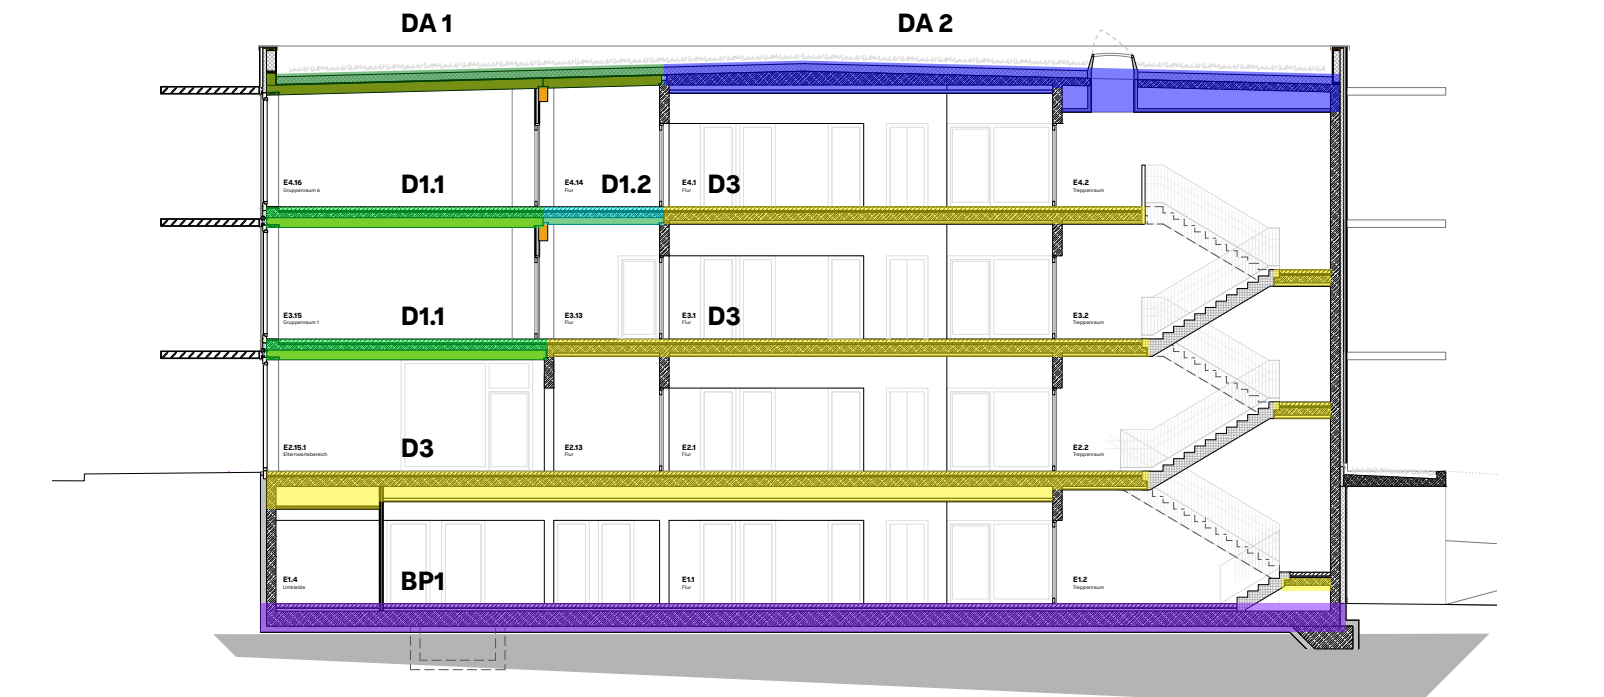 DA 1
DA 2
E4.16
Gruppenraum 6
D1.1
E4.14
Flur
D1.2
E4.1
Flur
D3
E4.2
Treppenraum
E3.15
Gruppenraum 1
D1.1
E3.13
Flur
E3.1
Flur
D3
E3.2
Treppenraum
E2.15.1
Elternwartebereich
D3
E2.13
Flur
E2.1
Flur
E2.2
Treppenraum
E1.4
Umkleide
BP1
E1.1
Flur
E1.2
Treppenraum